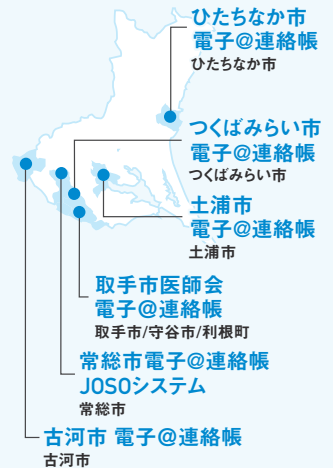 ひたちなか市
電子@連絡帳
ひたちなか市
つくばみらい市
電子@連絡帳
つくばみらい市
土浦市
電子@連絡帳
土浦市
取手市医師会
電子@連絡帳
取手市/守谷市/利根町
常総市電子@連絡帳
JOSOシステム
常総市
古河市 電子@連絡帳
古河市